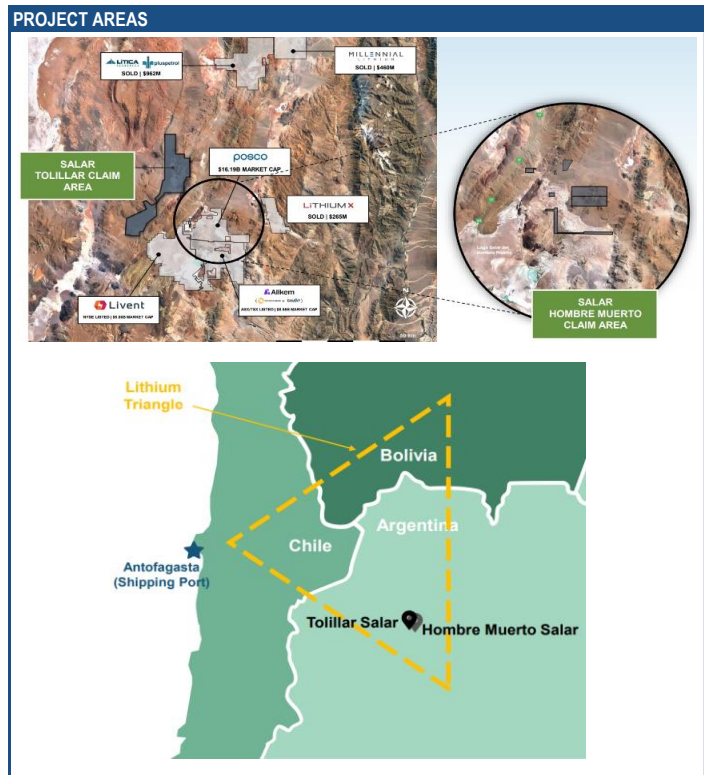 PROJECT AREAS
LITICA pluspetrol
SOLD | $962M
MILLENNIAL
LITHIUM
SOLD | $460M
SALAR
TOLILLAR CLAIM
AREA
posco
$16.19B MARKET CAP
LITHIUM X
SOLD | $265M
Livent
Allkem
SALAR
HOMBRE MUERTO
CLAIM AREA
Lithium
Triangle
Bolivia
Argentina
Chile
Antofagasta
(Shipping Port)
Tolillar Salar
Hombre Muerto Salar